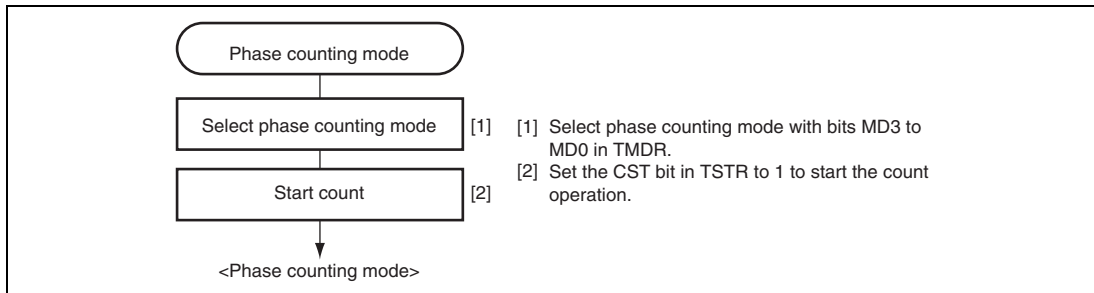 Phase counting mode
Select phase counting mode
[1]
Start count
[2]
<Phase counting mode>
[1] Select phase counting mode with bits MD3 to
MD0 in TMDR.
[2] Set the CST bit in TSTR to 1 to start the count
operation.